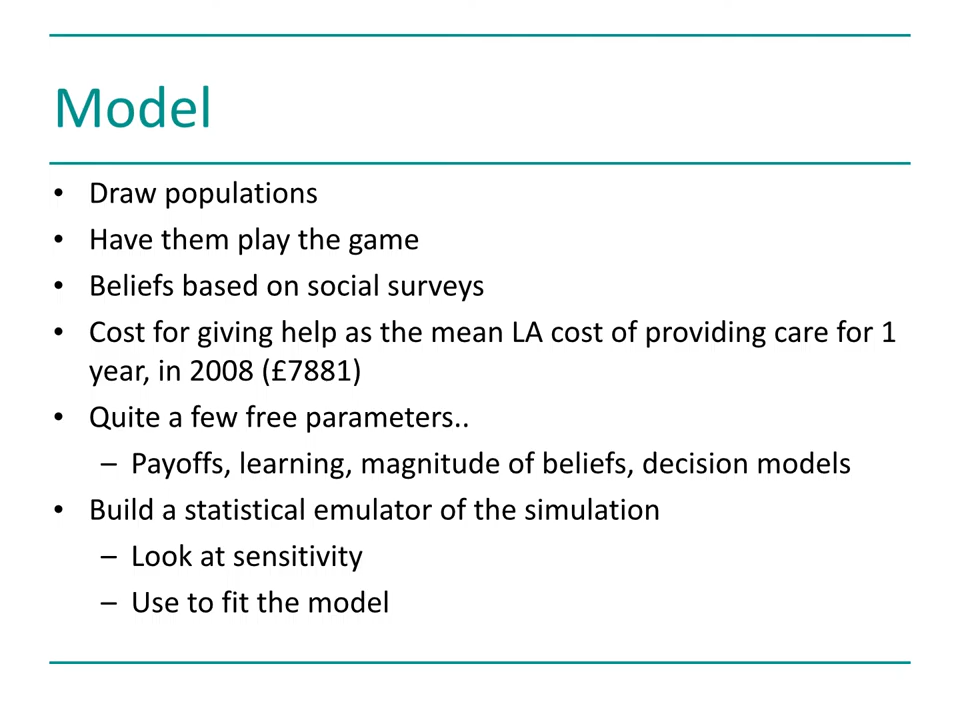 Model
• Draw populations
• Have them play the game
• Beliefs based on social surveys
• Cost for giving help as the mean LA cost of providing care for 1
year, in 2008 (£7881)
• Quite a few free parameters..
– Payoffs, learning, magnitude of beliefs, decision models
• Build a statistical emulator of the simulation
– Look at sensitivity
– Use to fit the model